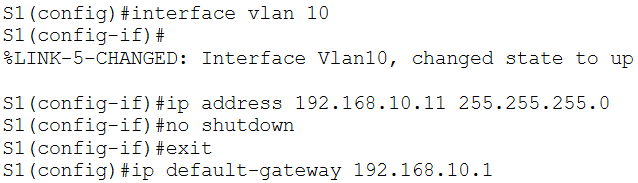 S1(config)#interface vlan 10
S1(config-if)#
%LINK-5-CHANGED: Interface Vlan10, changed state to up
S1(config-if)#ip address 192.168.10.11 255.255.255.0
S1(config-if)#no shutdown
S1(config-if)#exit
S1(config)#ip default-gateway 192.168.10.1